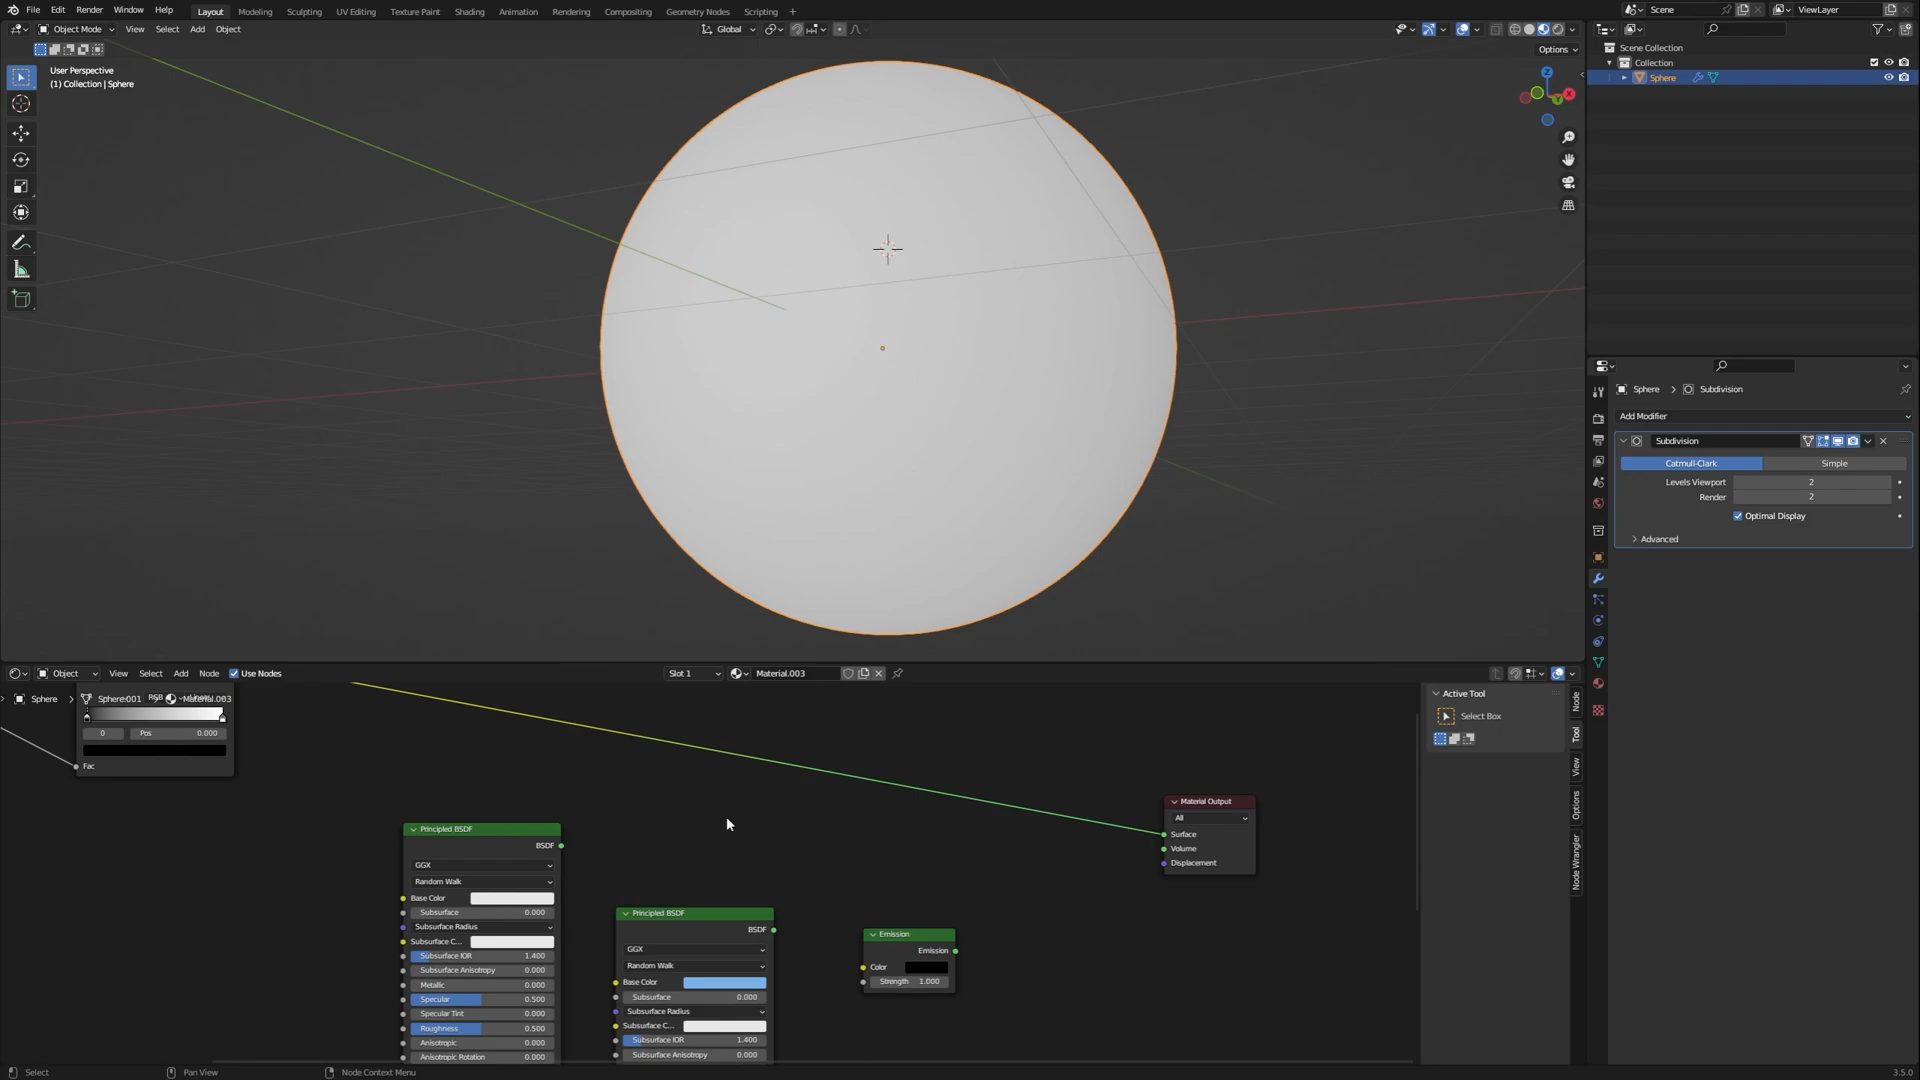 File Edit Render Window Help Layout Modeling Sculpting UV Editing Texture Paint Shading Animation Rendering Compositing Geometry Nodes Scripting + Scene ViewLayer
Object Mode View Select Add Object Global
Options
User Perspective
(1) Collection | Sphere
Z
X
Y
Scene Collection
Collection
Sphere
Sphere Subdivision
Add Modifier
Subdivision
Catmull-Clark Simple
Levels Viewport 2
Render 2
Optimal Display
Advanced
Object View Select Add Node Use Nodes Slot 1 Material.003
Sphere Sphere.001 Material.003
RGB
0 Pos 0.000
Fac
Principled BSDF
BSDF
GGX
Random Walk
Base Color
Subsurface 0.000
Subsurface Radius
Subsurface C...
Subsurface IOR 1.400
Subsurface Anisotropy 0.000
Metallic 0.000
Specular 0.500
Specular Tint 0.000
Roughness 0.500
Anisotropic 0.000
Anisotropic Rotation 0.000
Principled BSDF
BSDF
GGX
Random Walk
Base Color
Subsurface 0.000
Subsurface Radius
Subsurface C...
Subsurface IOR 1.400
Subsurface Anisotropy 0.000
Emission
Emission
Color
Strength 1.000
Material Output
All
Surface
Volume
Displacement
Active Tool
Select Box
Node
Tool
View
Options
Node Wrangler
Select Pan View Node Context Menu 3.5.0